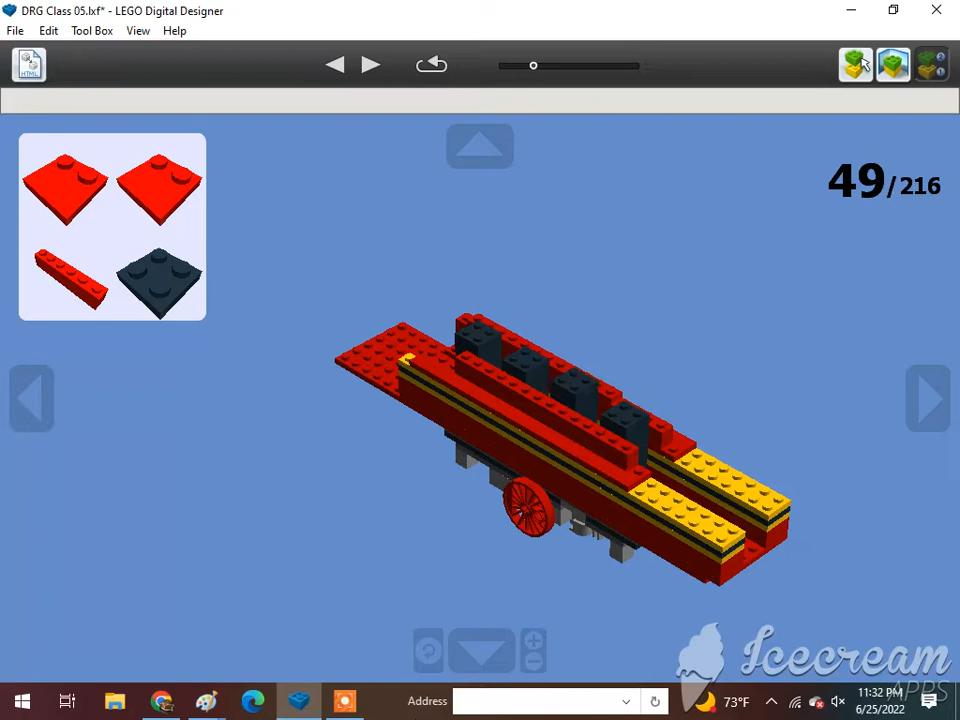 DRG Class 05.lxf* - LEGO Digital Designer
File Edit Tool Box View Help
HTML
49/216
Icecream
APPS
Address
73°F
11:32 PM
6/25/2022